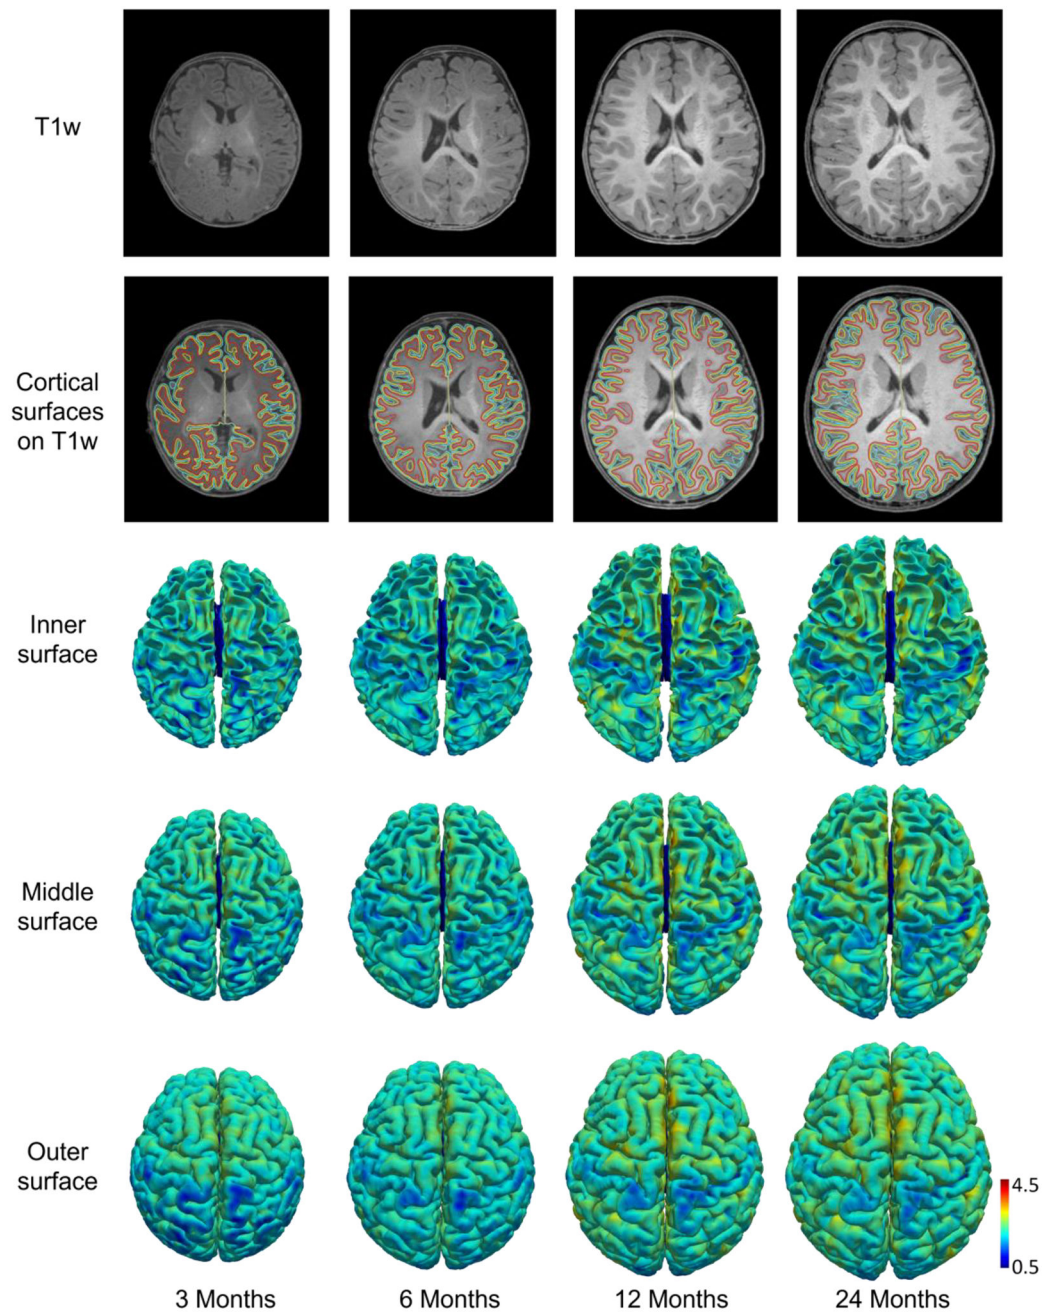 T1w
Cortical
surfaces
on T1w
Inner
surface
Middle
surface
Outer
surface
4.5
0.5
3 Months
6 Months
12 Months
24 Months